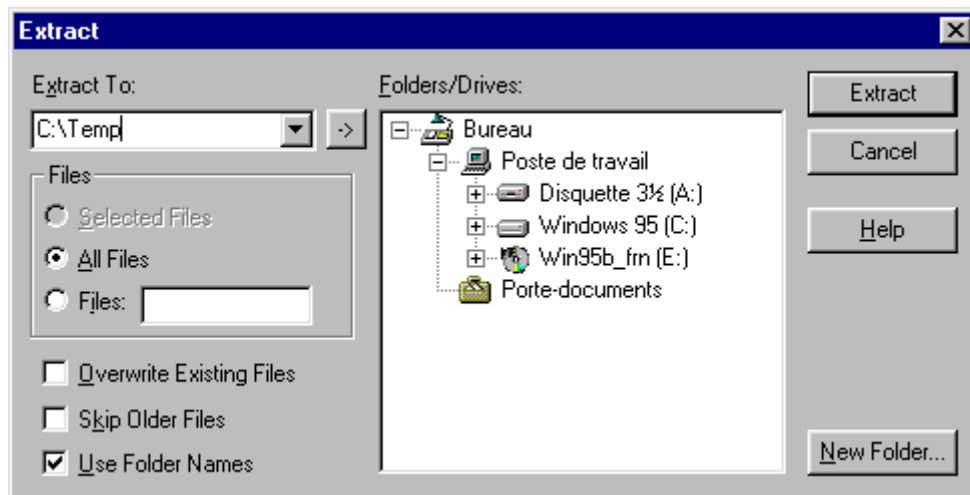 Extract
Extract To:
C:\Temp
->
Files
Selected Files
All Files
Files:
Overwrite Existing Files
Skip Older Files
Use Folder Names
Folders/Drives:
Bureau
Poste de travail
Disquette 3½ (A:)
Windows 95 (C:)
Win95b_frn (E:)
Porte-documents
Extract
Cancel
Help
New Folder...